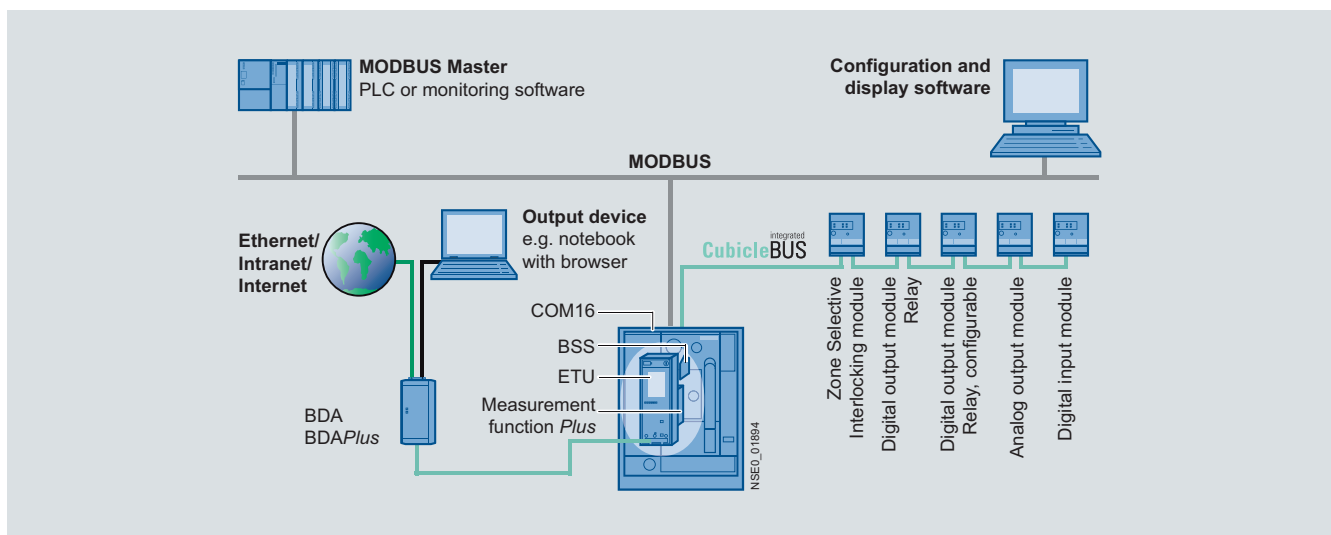 MODBUS Master
PLC or monitoring software
Configuration and
display software
MODBUS
Ethernet/
Intranet/
Internet
Output device
e.g. notebook
with browser
integrated
CubicleBUS
COM16
BSS
ETU
Measurement
function Plus
BDA
BDAPlus
NSE0_01894
Zone Selective
Interlocking module
Digital output module
Relay
Digital output module
Relay, configurable
Analog output module
Digital input module